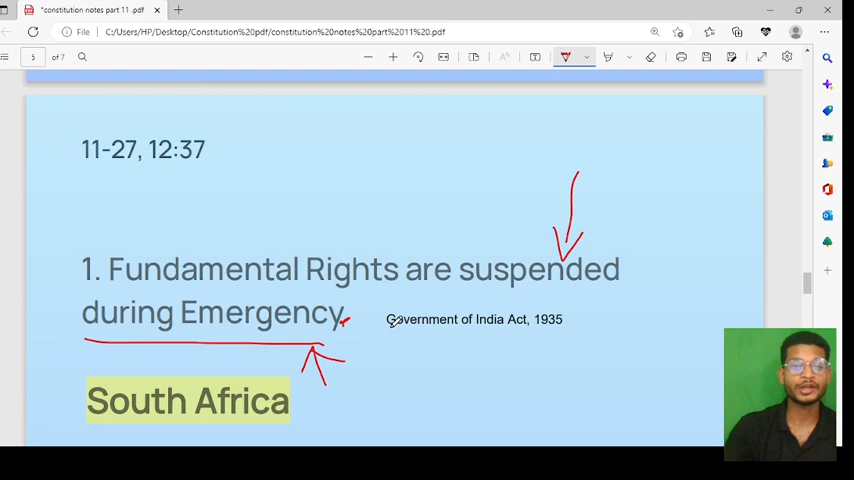 *constitution notes part 11 .pdf
File
C:/Users/HP/Desktop/Constitution%20pdf/constitution%20notes%20part%2011%20.pdf
5 of 7
11-27, 12:37
1. Fundamental Rights are suspended
during Emergency.
Government of India Act, 1935
South Africa